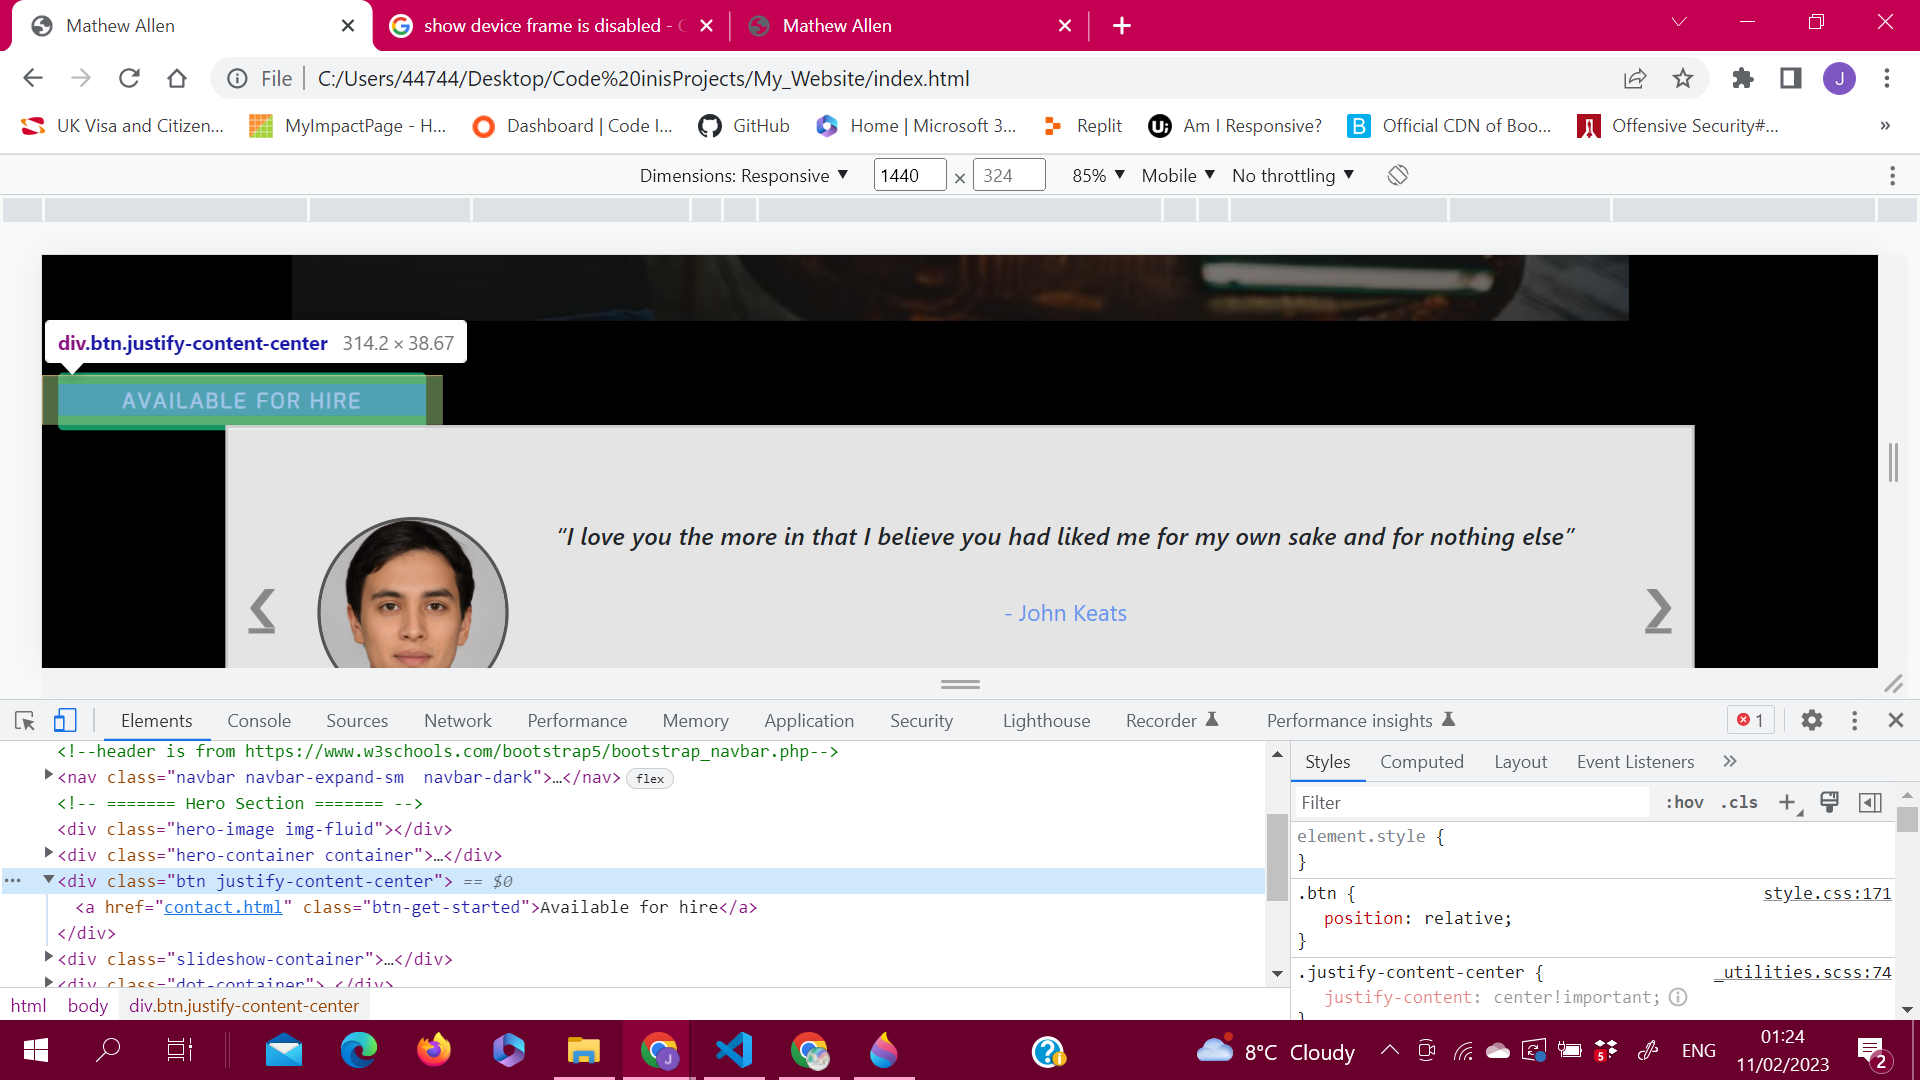 Mathew Allen
show device frame is disabled -
Mathew Allen
File
C:/Users/44744/Desktop/Code%20inisProjects/My_Website/index.html
J
UK Visa and Citizen...
MyImpactPage - H...
Dashboard | Code I...
GitHub
Home | Microsoft 3...
Replit
Am I Responsive?
Official CDN of Boo...
Offensive Security#...
»
Dimensions: Responsive
1440 × 324
85%
Mobile
No throttling
div.btn.justify-content-center 314.2 × 38.67
AVAILABLE FOR HIRE
“I love you the more in that I believe you had liked me for my own sake and for nothing else”
❮
❯
- John Keats
Elements Console Sources Network Performance Memory Application Security Lighthouse Recorder Performance insights 1
<!--header is from https://www.w3schools.com/bootstrap5/bootstrap_navbar.php-->
<nav class="navbar navbar-expand-sm  navbar-dark">…</nav> flex
<!-- ======= Hero Section ======= -->
<div class="hero-image img-fluid"></div>
<div class="hero-container container">…</div>
<div class="btn justify-content-center"> == $0
<a href="contact.html" class="btn-get-started">Available for hire</a>
</div>
<div class="slideshow-container">…</div>
<div class="dot-container">…</div>
html body div.btn.justify-content-center
Styles Computed Layout Event Listeners »
Filter :hov .cls +
element.style {
}
.btn { style.css:171
position: relative;
}
.justify-content-center { _utilities.scss:74
justify-content: center!important;
}
8°C Cloudy
5
ENG
01:24
11/02/2023
2